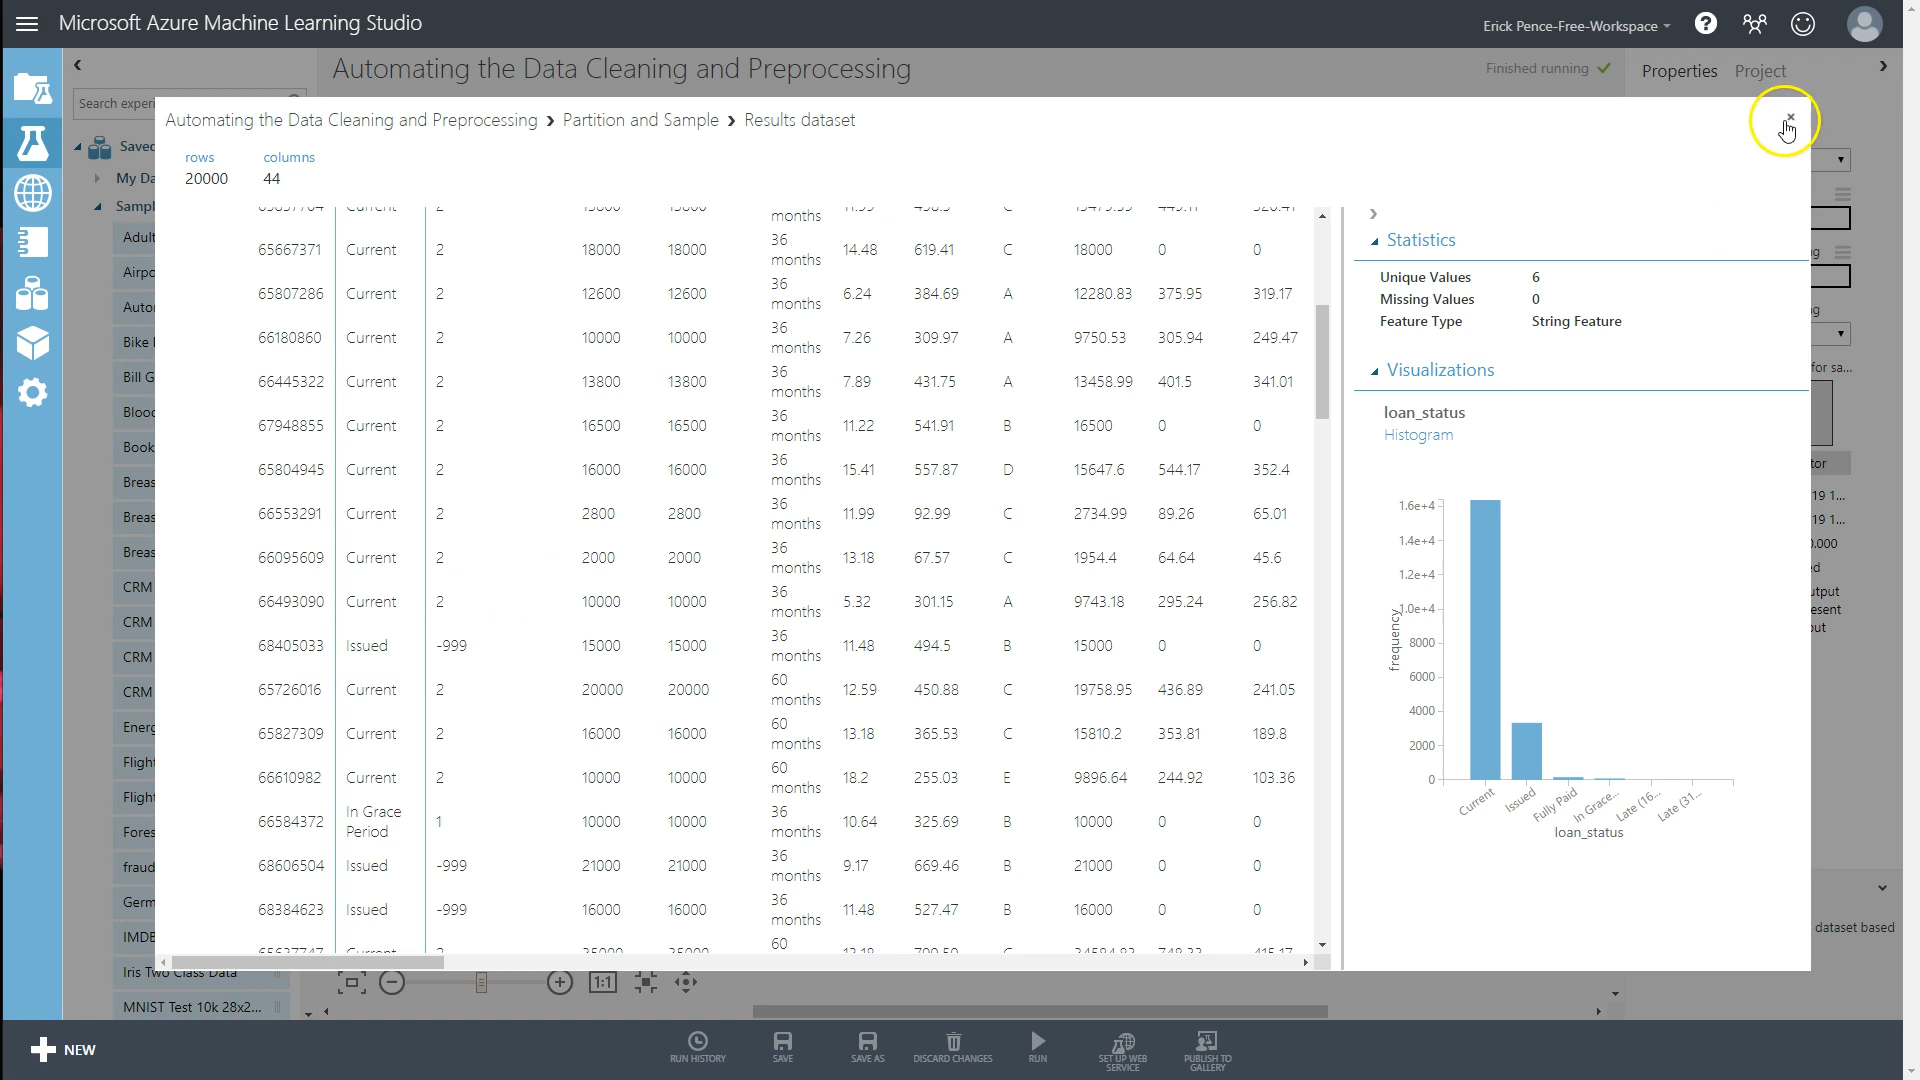 Microsoft Azure Machine Learning Studio
Erick Pence-Free-Workspace
Automating the Data Cleaning and Preprocessing
Finished running
Properties Project
Search experi
Automating the Data Cleaning and Preprocessing › Partition and Sample › Results dataset
rows columns
20000 44
Saved
My Da
Sampl
Adult
Airpo
Auto
Bike
Bill G
Blood
Book
Breas
Breas
Breas
CRM
CRM
CRM
CRM
Energ
Flight
Flight
Fores
fraud
Germ
IMDB
Iris Two Class Data
MNIST Test 10k 28x2...
months
65667371 Current 2 18000 18000 36 months 14.48 619.41 C 18000 0 0
65807286 Current 2 12600 12600 36 months 6.24 384.69 A 12280.83 375.95 319.17
66180860 Current 2 10000 10000 36 months 7.26 309.97 A 9750.53 305.94 249.47
66445322 Current 2 13800 13800 36 months 7.89 431.75 A 13458.99 401.5 341.01
67948855 Current 2 16500 16500 36 months 11.22 541.91 B 16500 0 0
65804945 Current 2 16000 16000 36 months 15.41 557.87 D 15647.6 544.17 352.4
66553291 Current 2 2800 2800 36 months 11.99 92.99 C 2734.99 89.26 65.01
66095609 Current 2 2000 2000 36 months 13.18 67.57 C 1954.4 64.64 45.6
66493090 Current 2 10000 10000 36 months 5.32 301.15 A 9743.18 295.24 256.82
68405033 Issued -999 15000 15000 36 months 11.48 494.5 B 15000 0 0
65726016 Current 2 20000 20000 60 months 12.59 450.88 C 19758.95 436.89 241.05
65827309 Current 2 16000 16000 60 months 13.18 365.53 C 15810.2 353.81 189.8
66610982 Current 2 10000 10000 60 months 18.2 255.03 E 9896.64 244.92 103.36
66584372 In Grace Period 1 10000 10000 36 months 10.64 325.69 B 10000 0 0
68606504 Issued -999 21000 21000 36 months 9.17 669.46 B 21000 0 0
68384623 Issued -999 16000 16000 36 months 11.48 527.47 B 16000 0 0
60
Statistics
Unique Values 6
Missing Values 0
Feature Type String Feature
Visualizations
loan_status
Histogram
frequency
1.6e+4
1.4e+4
1.2e+4
1.0e+4
8000
6000
4000
2000
0
Current Issued Fully Paid In Grace... Late (16... Late (31...
loan_status
for sa...
tor
19 1...
19 1...
0.000
ed
utput
esent
out
dataset based
1:1
NEW
RUN HISTORY
SAVE
SAVE AS
DISCARD CHANGES
RUN
SET UP WEB
SERVICE
PUBLISH TO
GALLERY